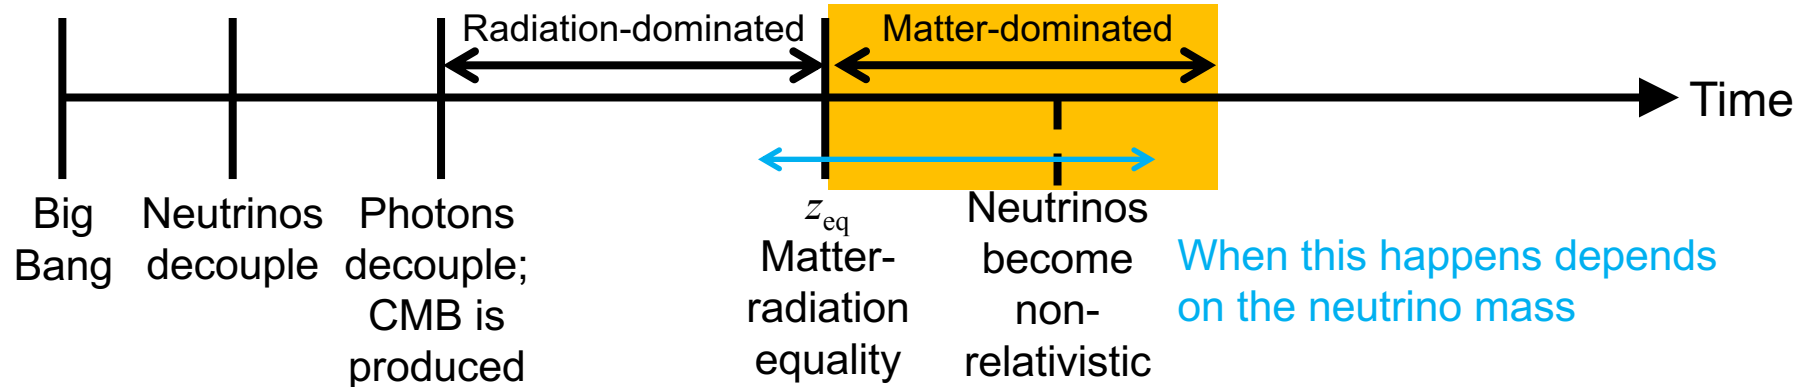 Radiation-dominated
Matter-dominated
Time
Big
Bang
Neutrinos
decouple
Photons
decouple;
CMB is
produced
zeq
Matter-
radiation
equality
Neutrinos
become
non-
relativistic
When this happens depends
on the neutrino mass